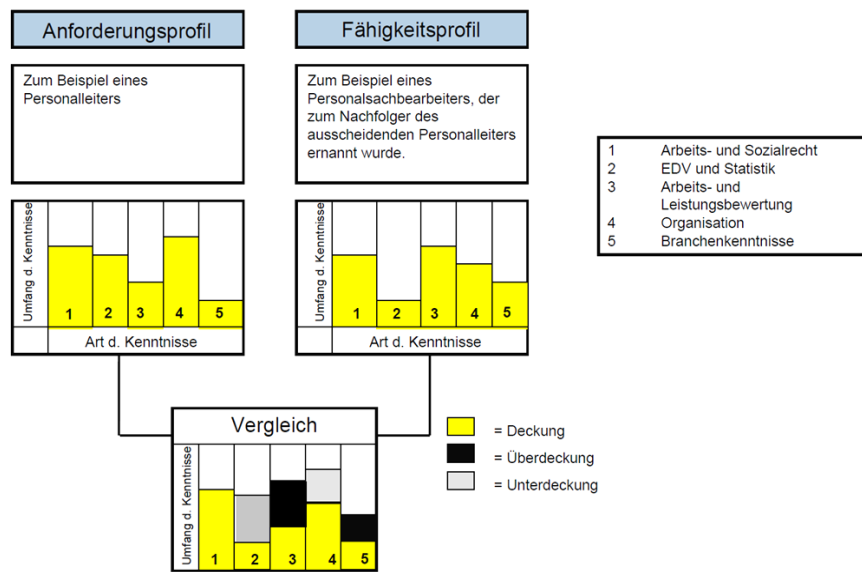 Anforderungsprofil
Fähigkeitsprofil
Zum Beispiel eines
Personalleiters
Zum Beispiel eines
Personalsachbearbeiters, der
zum Nachfolger des
ausscheidenden Personalleiters
ernannt wurde.
1 Arbeits- und Sozialrecht
2 EDV und Statistik
3 Arbeits- und
Leistungsbewertung
4 Organisation
5 Branchenkenntnisse
Umfang d. Kenntnisse
1 2 3 4 5
Art d. Kenntnisse
Umfang d. Kenntnisse
1 2 3 4 5
Art d. Kenntnisse
Vergleich
Umfang d. Kenntnisse
1 2 3 4 5
= Deckung
= Überdeckung
= Unterdeckung